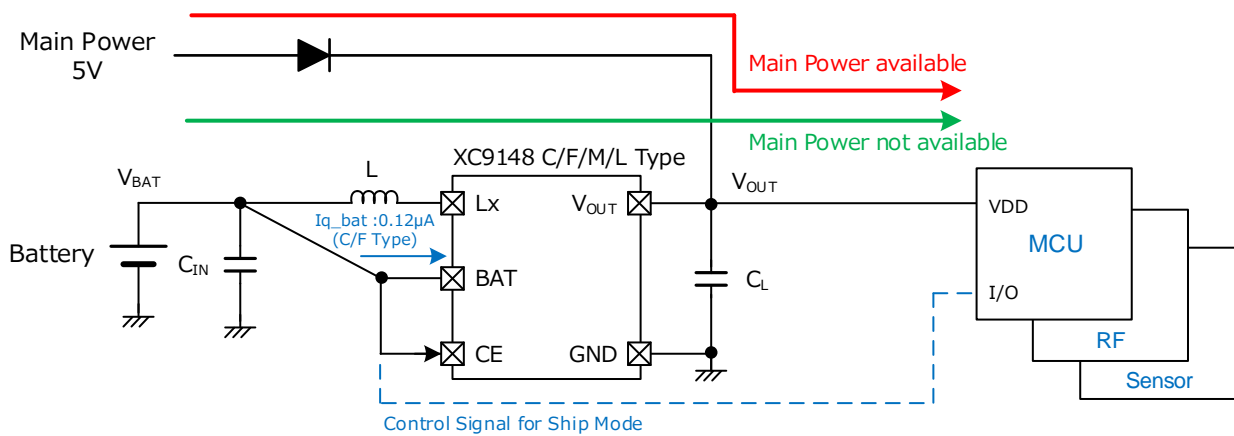 Main Power
5V
Main Power available
Main Power not available
XC9148 C/F/M/L Type
L
VBAT
VOUT
Lx
VOUT
VDD
Iq_bat :0.12µA
(C/F Type)
MCU
Battery
CIN
BAT
CL
I/O
CE
GND
RF
Sensor
Control Signal for Ship Mode